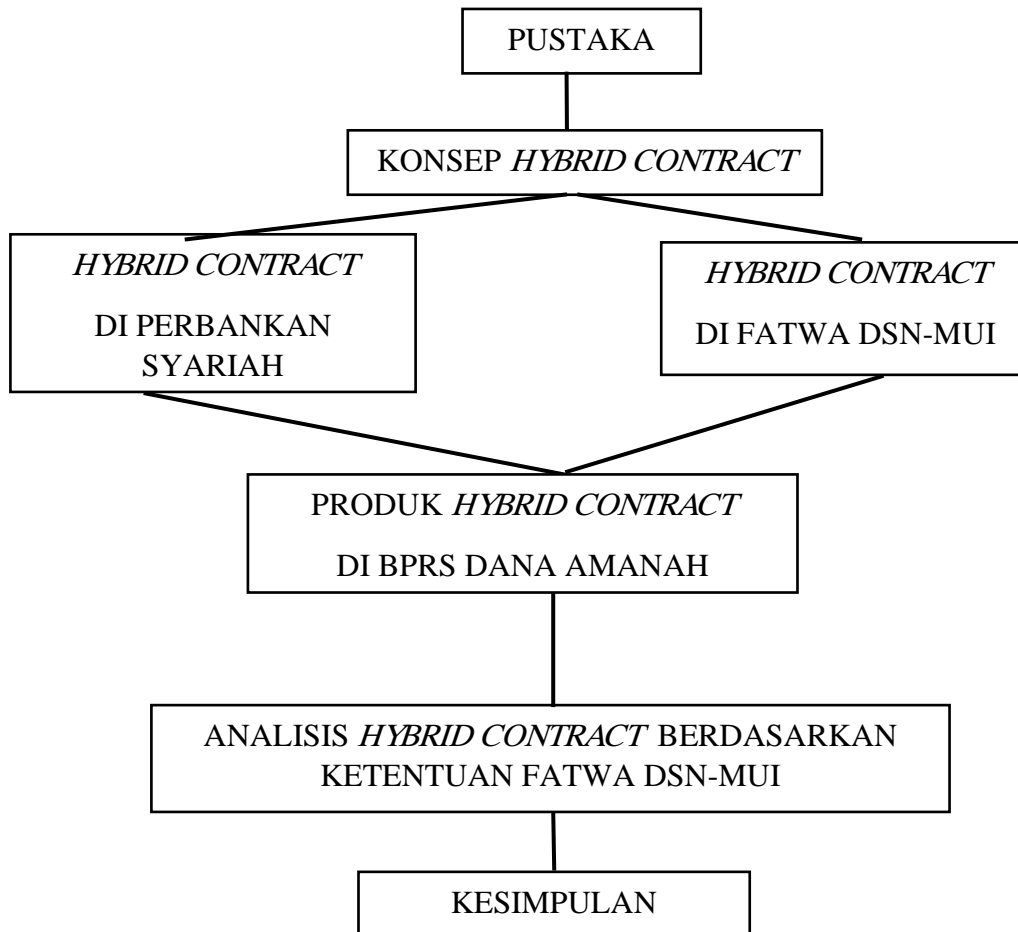 PUSTAKA
KONSEP HYBRID CONTRACT
HYBRID CONTRACT
DI PERBANKAN
SYARIAH
HYBRID CONTRACT
DI FATWA DSN-MUI
PRODUK HYBRID CONTRACT
DI BPRS DANA AMANAH
ANALISIS HYBRID CONTRACT BERDASARKAN
KETENTUAN FATWA DSN-MUI
KESIMPULAN